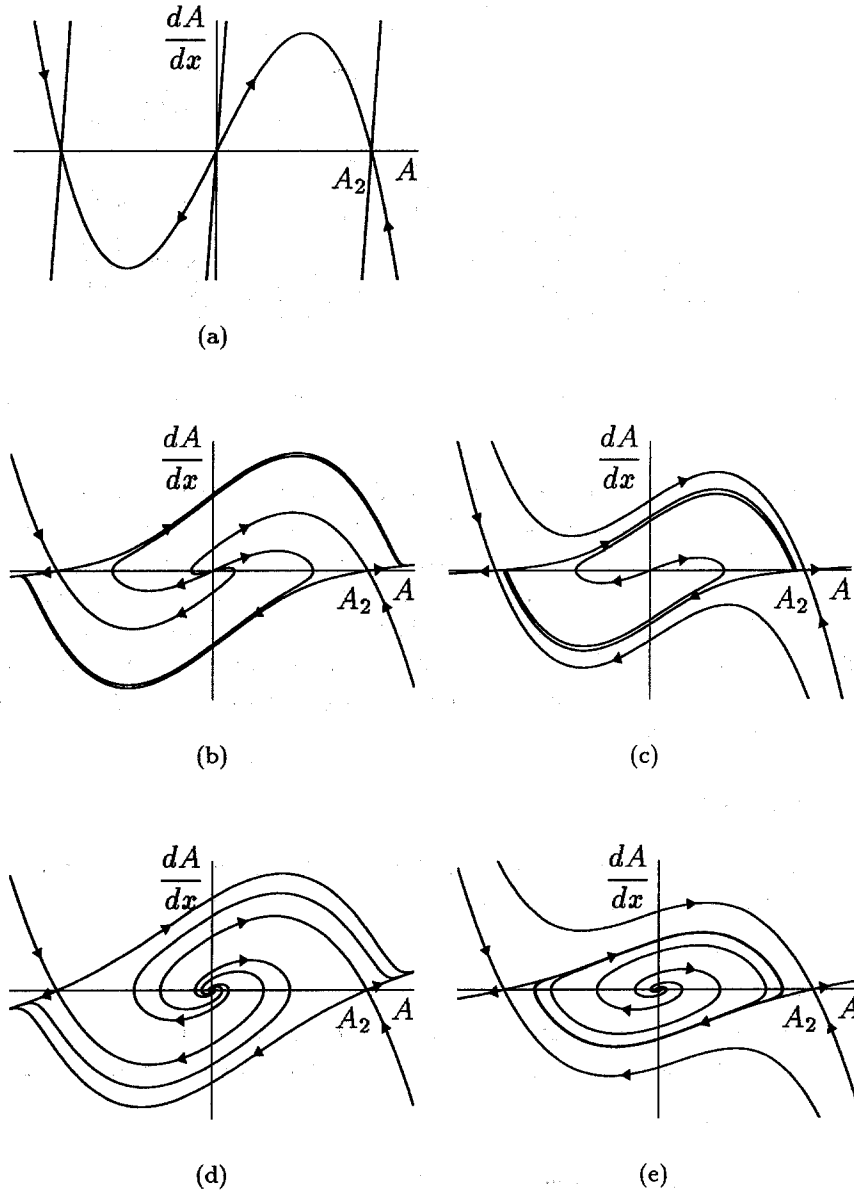 dA
dx
A₂ A
(a)
dA
dx
A₂ A
(b)
dA
dx
A₂ A
(c)
dA
dx
A₂ A
(d)
dA
dx
A₂ A
(e)